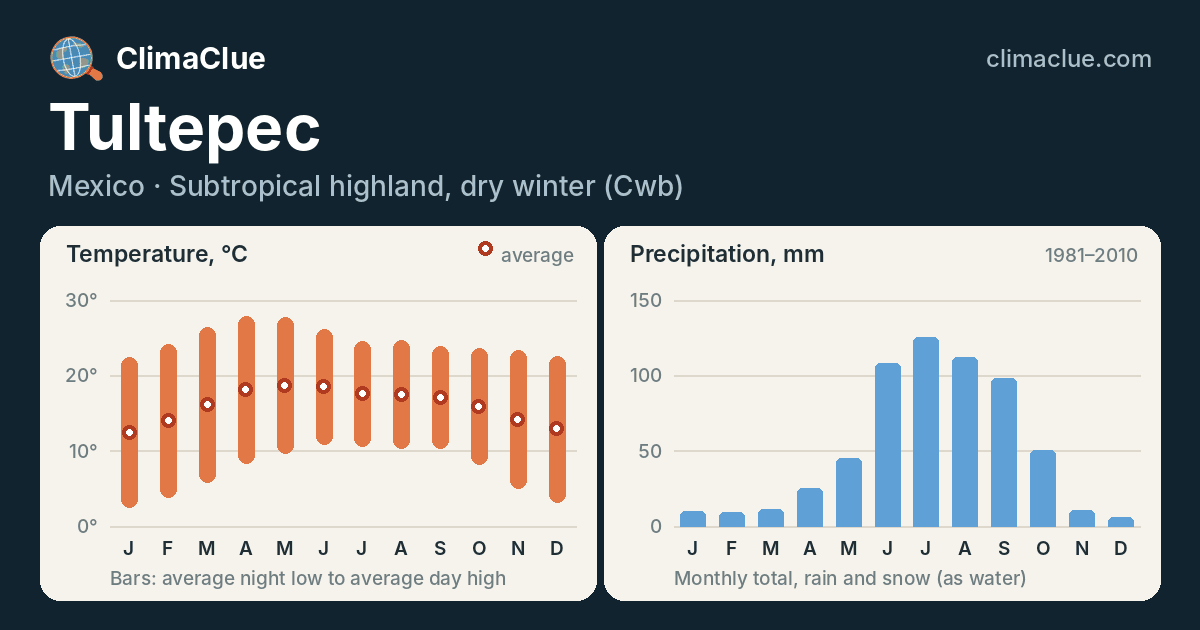 ClimaClue
climaclue.com
Tultepec
Mexico · Subtropical highland, dry winter (Cwb)
Temperature, °C
average
30°
20°
10°
0°
J F M A M J J A S O N D
Bars: average night low to average day high
Precipitation, mm
1981–2010
150
100
50
0
J F M A M J J A S O N D
Monthly total, rain and snow (as water)